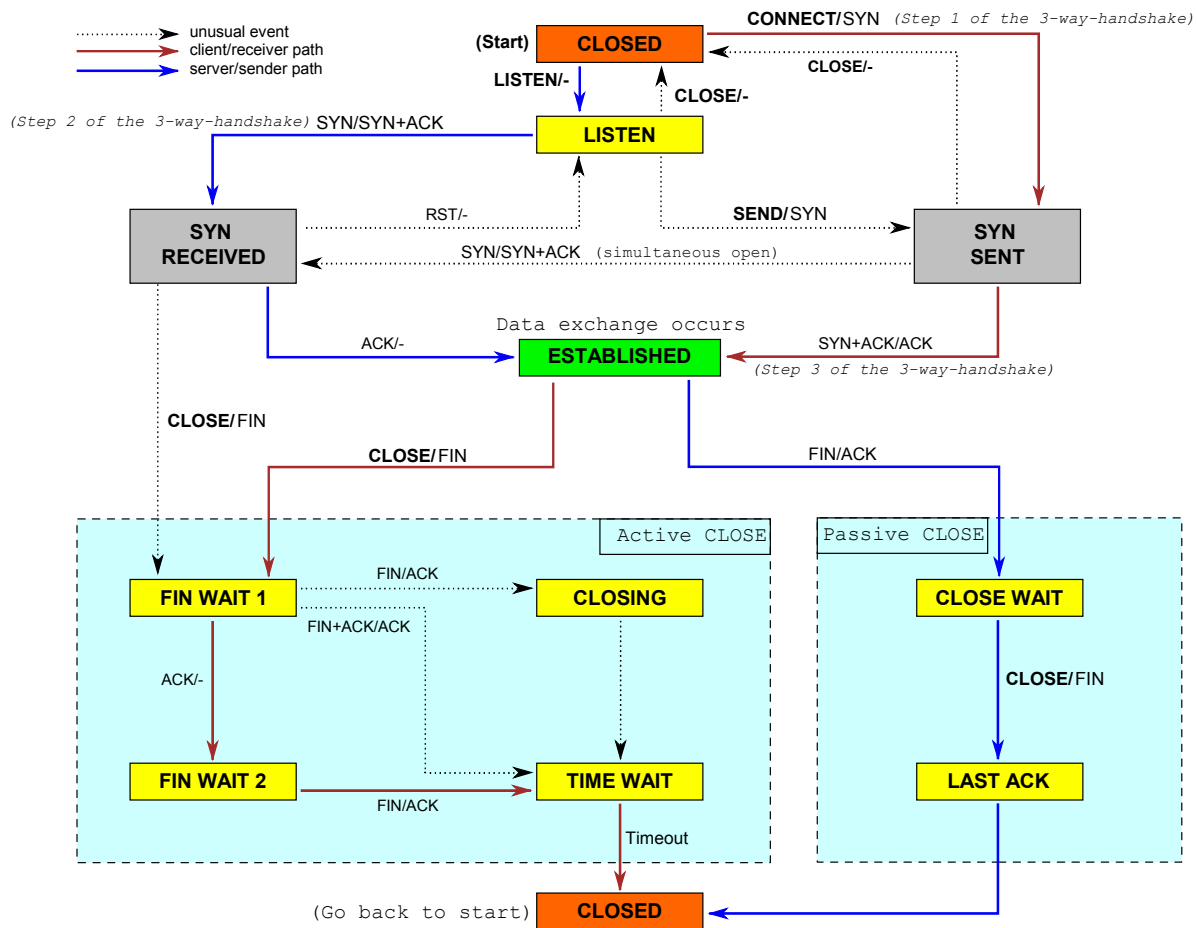 unusual event
client/receiver path
server/sender path
(Start)
CLOSED
CONNECT/SYN (Step 1 of the 3-way-handshake)
CLOSE/-
LISTEN/-
CLOSE/-
(Step 2 of the 3-way-handshake)
SYN/SYN+ACK
LISTEN
SYN
RECEIVED
RST/-
SEND/SYN
SYN
SENT
SYN/SYN+ACK (simultaneous open)
Data exchange occurs
ACK/-
ESTABLISHED
SYN+ACK/ACK
(Step 3 of the 3-way-handshake)
CLOSE/FIN
CLOSE/FIN
FIN/ACK
Active CLOSE
Passive CLOSE
FIN WAIT 1
FIN/ACK
CLOSING
CLOSE WAIT
FIN+ACK/ACK
ACK/-
CLOSE/FIN
FIN WAIT 2
FIN/ACK
TIME WAIT
LAST ACK
Timeout
(Go back to start)
CLOSED